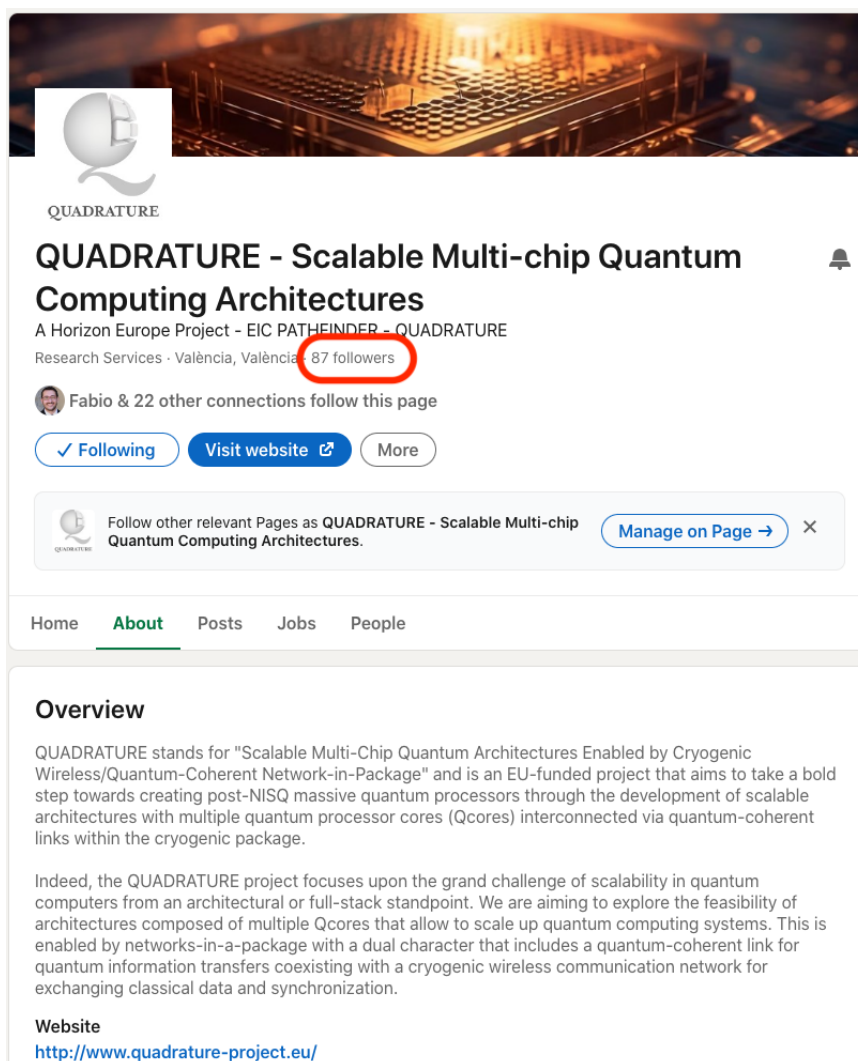 QUADRATURE
QUADRATURE - Scalable Multi-chip Quantum
Computing Architectures
A Horizon Europe Project - EIC PATHFINDER - QUADRATURE
Research Services · València, València · 87 followers
Fabio & 22 other connections follow this page
✓ Following
Visit website
More
QUADRATURE
Follow other relevant Pages as QUADRATURE - Scalable Multi-chip
Quantum Computing Architectures.
Manage on Page →
Home About Posts Jobs People
Overview
QUADRATURE stands for "Scalable Multi-Chip Quantum Architectures Enabled by Cryogenic
Wireless/Quantum-Coherent Network-in-Package" and is an EU-funded project that aims to take a bold
step towards creating post-NISQ massive quantum processors through the development of scalable
architectures with multiple quantum processor cores (Qcores) interconnected via quantum-coherent
links within the cryogenic package.
Indeed, the QUADRATURE project focuses upon the grand challenge of scalability in quantum
computers from an architectural or full-stack standpoint. We are aiming to explore the feasibility of
architectures composed of multiple Qcores that allow to scale up quantum computing systems. This is
enabled by networks-in-a-package with a dual character that includes a quantum-coherent link for
quantum information transfers coexisting with a cryogenic wireless communication network for
exchanging classical data and synchronization.
Website
http://www.quadrature-project.eu/